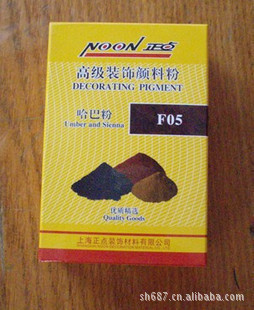 NOON 正点
高级装饰颜料粉
DECORATING PIGMENT
哈巴粉
Umber and Sienna
F05
优质精选
Quality Goods
上海正点装饰材料有限公司
sh687.cn.alibaba.com